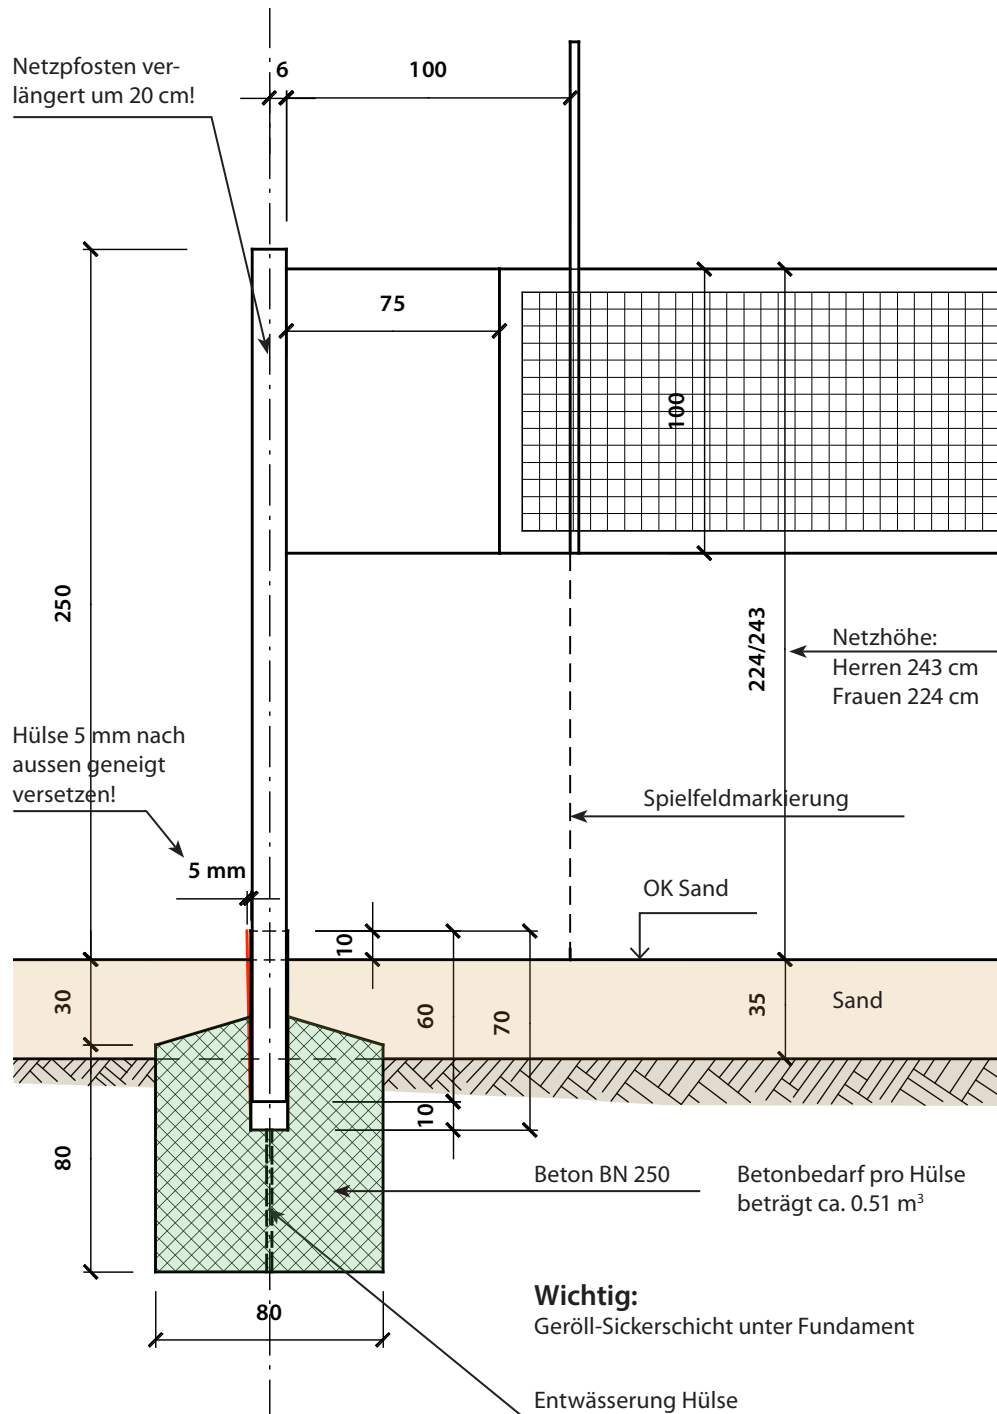 Netzpfosten ver-
längert um 20 cm!
6
100
75
100
250
224/243
Netzhöhe:
Herren 243 cm
Frauen 224 cm
Hülse 5 mm nach
aussen geneigt
versetzen!
Spielfeldmarkierung
5 mm
OK Sand
10
30
60
70
35
Sand
10
80
Beton BN 250
Betonbedarf pro Hülse
beträgt ca. 0.51 m³
80
Wichtig:
Geröll-Sickerschicht unter Fundament
Entwässerung Hülse